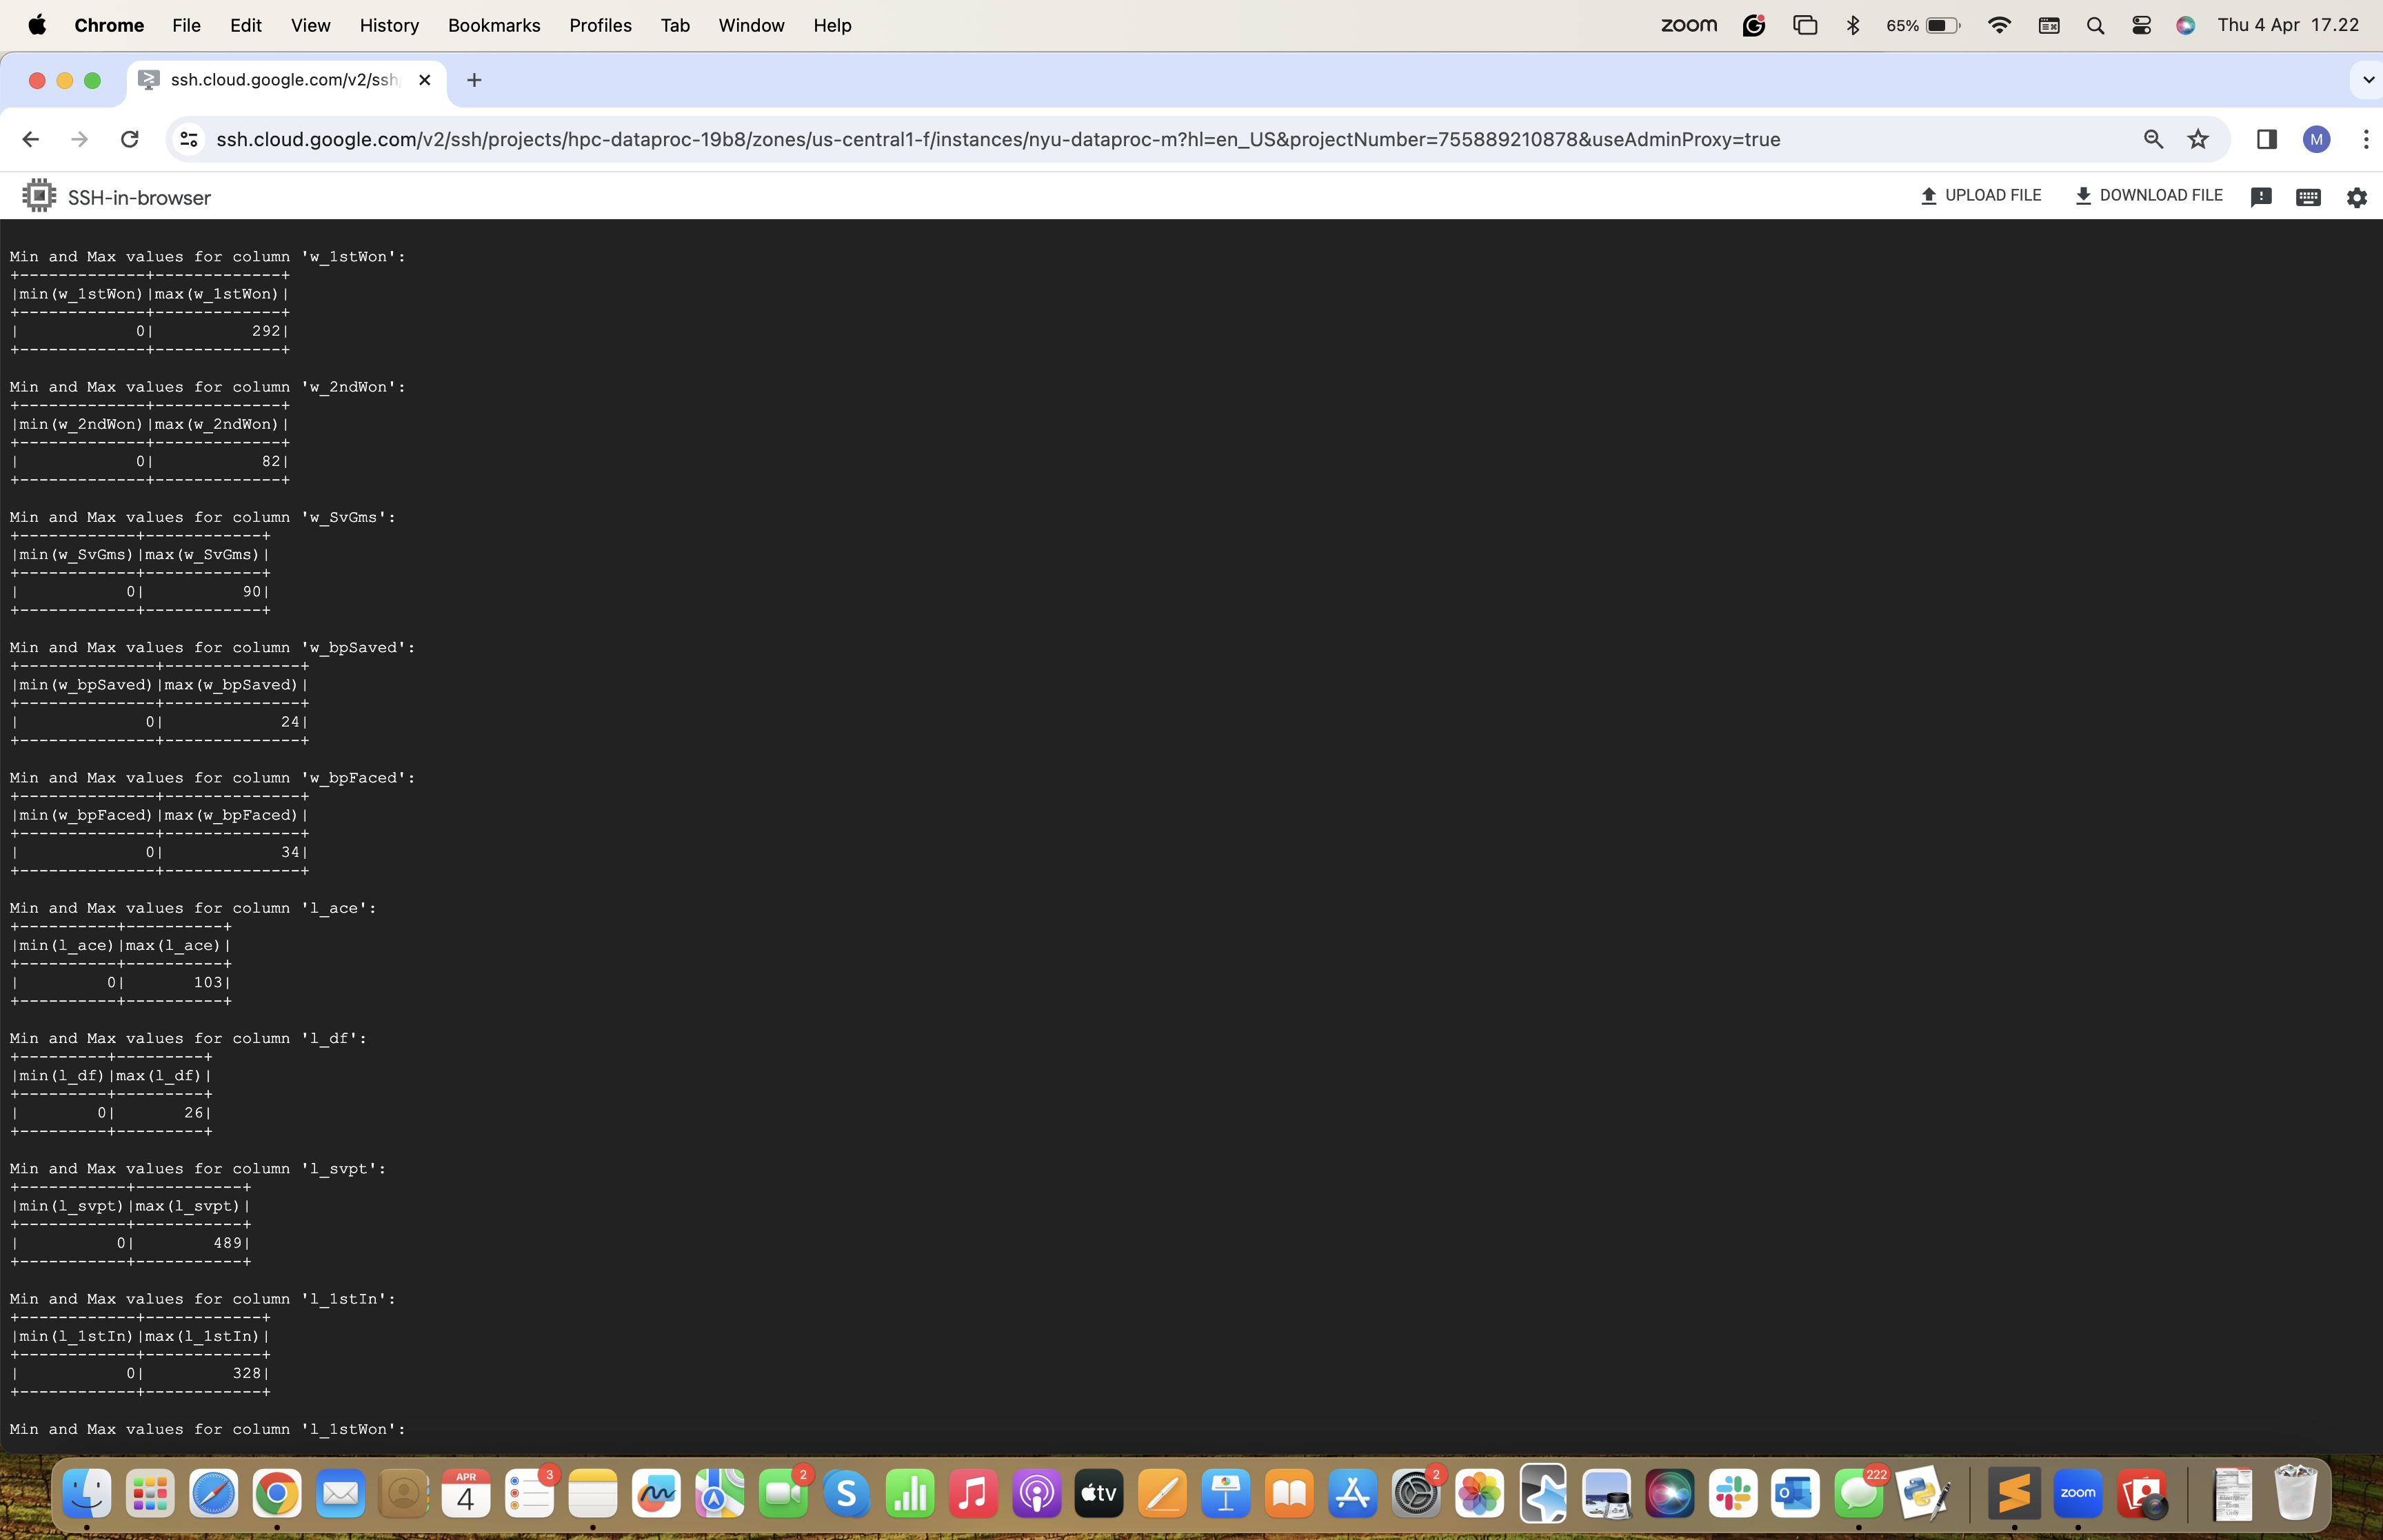 Chrome File Edit View History Bookmarks Profiles Tab Window Help zoom 65% Thu 4 Apr 17.22
ssh.cloud.google.com/v2/ssh/
ssh.cloud.google.com/v2/ssh/projects/hpc-dataproc-19b8/zones/us-central1-f/instances/nyu-dataproc-m?hl=en_US&projectNumber=755889210878&useAdminProxy=true M
SSH-in-browser UPLOAD FILE DOWNLOAD FILE
Min and Max values for column 'w_1stWon':
+-------------+-------------+
|min(w_1stWon)|max(w_1stWon)|
+-------------+-------------+
|            0|          292|
+-------------+-------------+
Min and Max values for column 'w_2ndWon':
+-------------+-------------+
|min(w_2ndWon)|max(w_2ndWon)|
+-------------+-------------+
|            0|           82|
+-------------+-------------+
Min and Max values for column 'w_SvGms':
+------------+------------+
|min(w_SvGms)|max(w_SvGms)|
+------------+------------+
|           0|          90|
+------------+------------+
Min and Max values for column 'w_bpSaved':
+--------------+--------------+
|min(w_bpSaved)|max(w_bpSaved)|
+--------------+--------------+
|             0|            24|
+--------------+--------------+
Min and Max values for column 'w_bpFaced':
+--------------+--------------+
|min(w_bpFaced)|max(w_bpFaced)|
+--------------+--------------+
|             0|            34|
+--------------+--------------+
Min and Max values for column 'l_ace':
+----------+----------+
|min(l_ace)|max(l_ace)|
+----------+----------+
|         0|       103|
+----------+----------+
Min and Max values for column 'l_df':
+---------+---------+
|min(l_df)|max(l_df)|
+---------+---------+
|        0|       26|
+---------+---------+
Min and Max values for column 'l_svpt':
+-----------+-----------+
|min(l_svpt)|max(l_svpt)|
+-----------+-----------+
|          0|        489|
+-----------+-----------+
Min and Max values for column 'l_1stIn':
+------------+------------+
|min(l_1stIn)|max(l_1stIn)|
+------------+------------+
|           0|         328|
+------------+------------+
Min and Max values for column 'l_1stWon':
APR 3 2 2 222
4 S tv zoom